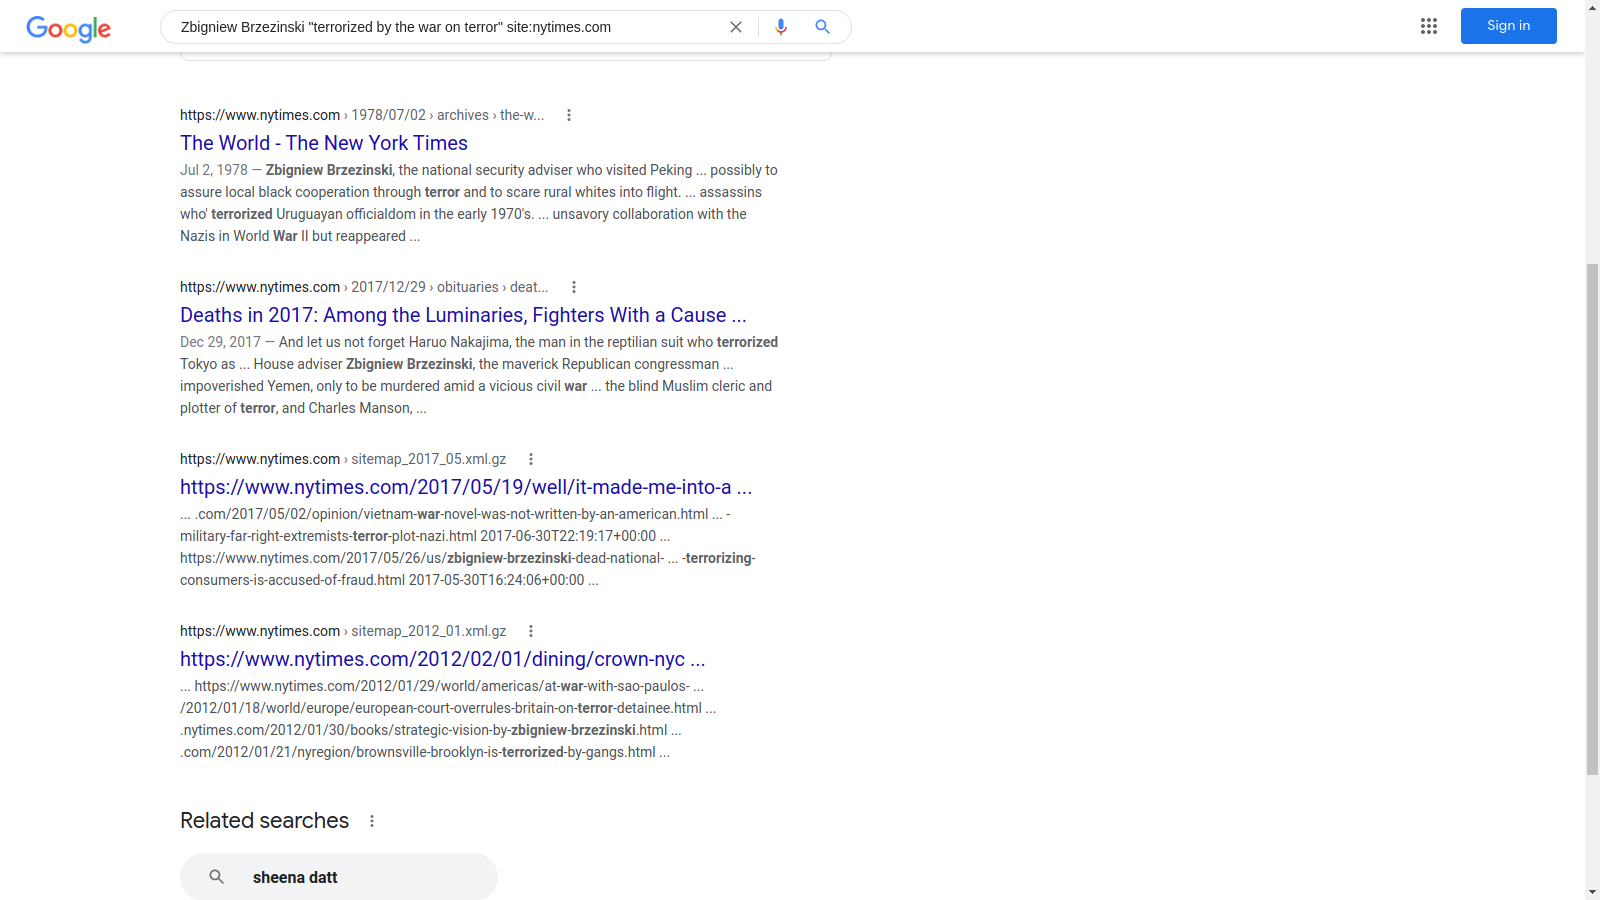 Google
Zbigniew Brzezinski "terrorized by the war on terror" site:nytimes.com
Sign in
https://www.nytimes.com › 1978/07/02 › archives › the-w...
The World - The New York Times
Jul 2, 1978 — Zbigniew Brzezinski, the national security adviser who visited Peking ... possibly to
assure local black cooperation through terror and to scare rural whites into flight. ... assassins
who' terrorized Uruguayan officialdom in the early 1970's. ... unsavory collaboration with the
Nazis in World War II but reappeared ...
https://www.nytimes.com › 2017/12/29 › obituaries › deat...
Deaths in 2017: Among the Luminaries, Fighters With a Cause ...
Dec 29, 2017 — And let us not forget Haruo Nakajima, the man in the reptilian suit who terrorized
Tokyo as ... House adviser Zbigniew Brzezinski, the maverick Republican congressman ...
impoverished Yemen, only to be murdered amid a vicious civil war ... the blind Muslim cleric and
plotter of terror, and Charles Manson, ...
https://www.nytimes.com › sitemap_2017_05.xml.gz
https://www.nytimes.com/2017/05/19/well/it-made-me-into-a ...
... .com/2017/05/02/opinion/vietnam-war-novel-was-not-written-by-an-american.html ... -
military-far-right-extremists-terror-plot-nazi.html 2017-06-30T22:19:17+00:00 ...
https://www.nytimes.com/2017/05/26/us/zbigniew-brzezinski-dead-national- ... -terrorizing-
consumers-is-accused-of-fraud.html 2017-05-30T16:24:06+00:00 ...
https://www.nytimes.com › sitemap_2012_01.xml.gz
https://www.nytimes.com/2012/02/01/dining/crown-nyc ...
... https://www.nytimes.com/2012/01/29/world/americas/at-war-with-sao-paulos- ...
/2012/01/18/world/europe/european-court-overrules-britain-on-terror-detainee.html ...
.nytimes.com/2012/01/30/books/strategic-vision-by-zbigniew-brzezinski.html ...
.com/2012/01/21/nyregion/brownsville-brooklyn-is-terrorized-by-gangs.html ...
Related searches
sheena datt